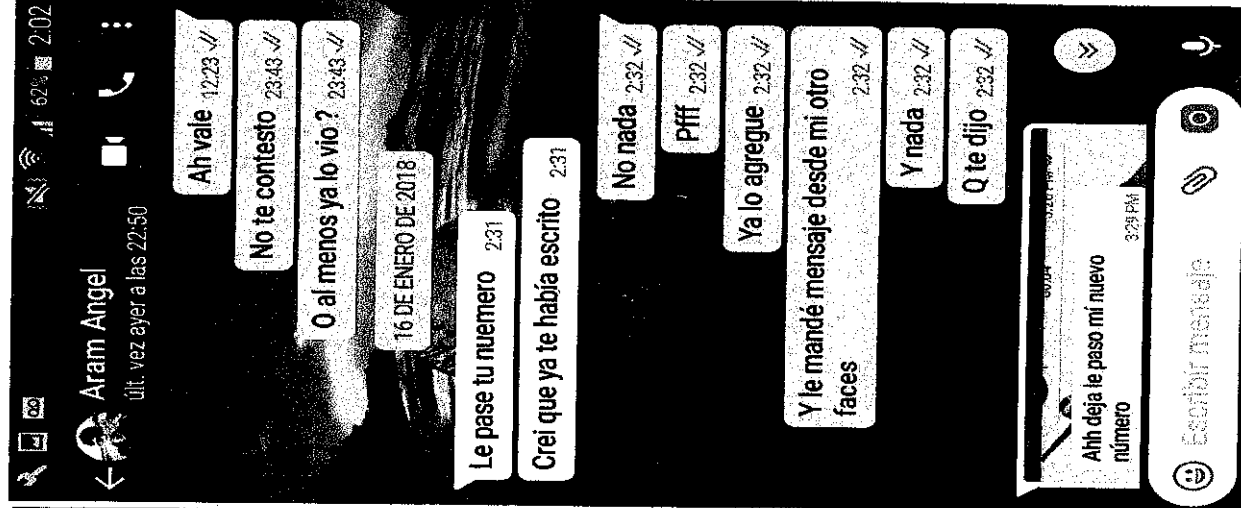 62% 2:02
Aram Angel
últ. vez ayer a las 22:50
Ah vale 12:23
No te contesto 23:43
O al menos ya lo vio? 23:43
16 DE ENERO DE 2018
Le pase tu nuemero 2:31
Crei que ya te había escrito 2:31
No nada 2:32
Pfff 2:32
Ya lo agregue 2:32
Y le mandé mensaje desde mi otro
faces 2:32
Y nada 2:32
Q te dijo 2:32
Ahh deja le paso mi nuevo
número 3:29 PM
Escribir mensaje